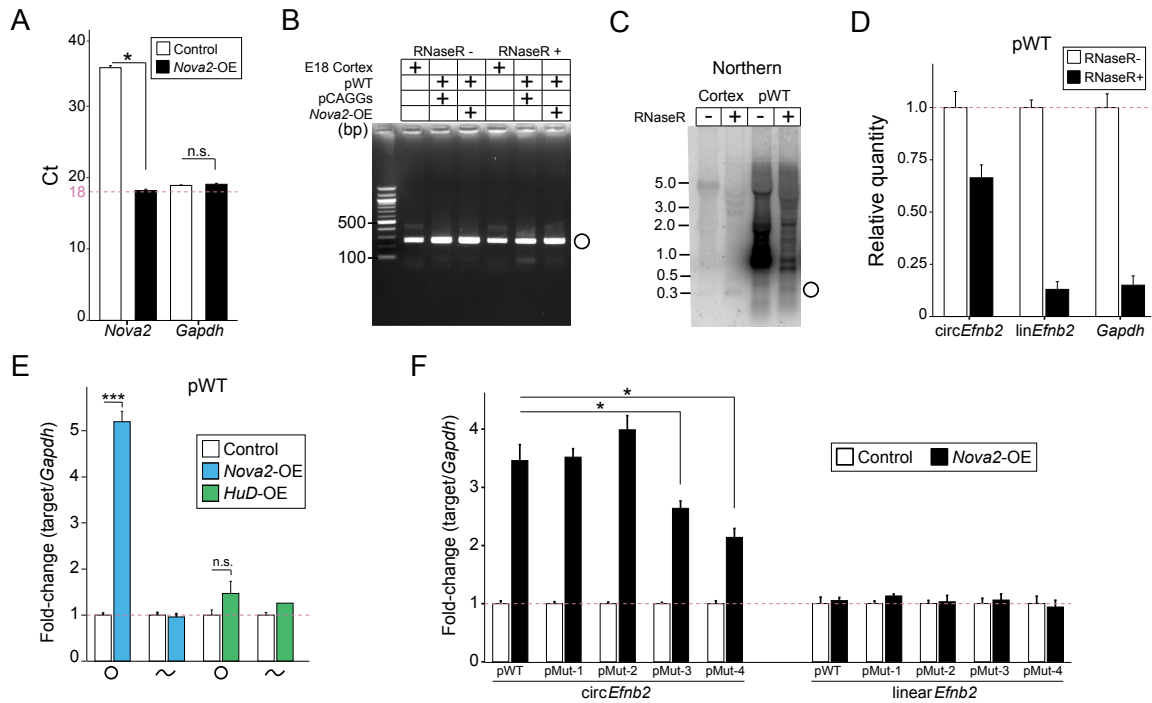 A
40
30
20
18
10
0
Ct
*
n.s.
Control
Nova2-OE
Nova2
Gapdh
B
RNaseR -
RNaseR +
E18 Cortex
+
+
pWT
+
+
+
+
pCAGGs
+
+
Nova2-OE
+
+
(bp)
500
100
C
Northern
Cortex
pWT
RNaseR
-
+
-
+
5.0
3.0
2.0
1.0
0.5
0.3
D
pWT
RNaseR-
RNaseR+
Relative quantity
1.0
0.75
0.50
0.25
0
circEfnb2
linEfnb2
Gapdh
E
pWT
Fold-change (target/Gapdh)
5
4
3
2
1
0
***
n.s.
Control
Nova2-OE
HuD-OE
F
Fold-change (target/Gapdh)
4
3
2
1
0
*
*
Control
Nova2-OE
pWT
pMut-1
pMut-2
pMut-3
pMut-4
circEfnb2
pWT
pMut-1
pMut-2
pMut-3
pMut-4
linear Efnb2